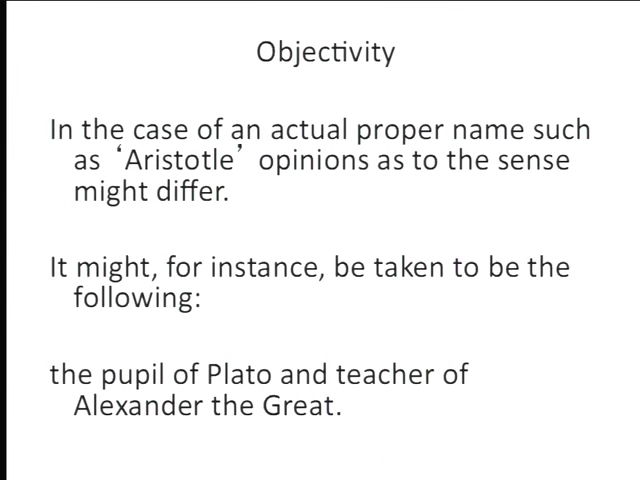 Objectivity
In the case of an actual proper name such
as ‘Aristotle’ opinions as to the sense
might differ.
It might, for instance, be taken to be the
following:
the pupil of Plato and teacher of
Alexander the Great.